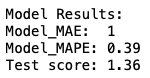 Model Results:
Model_MAE:  1
Model_MAPE: 0.39
Test score: 1.36